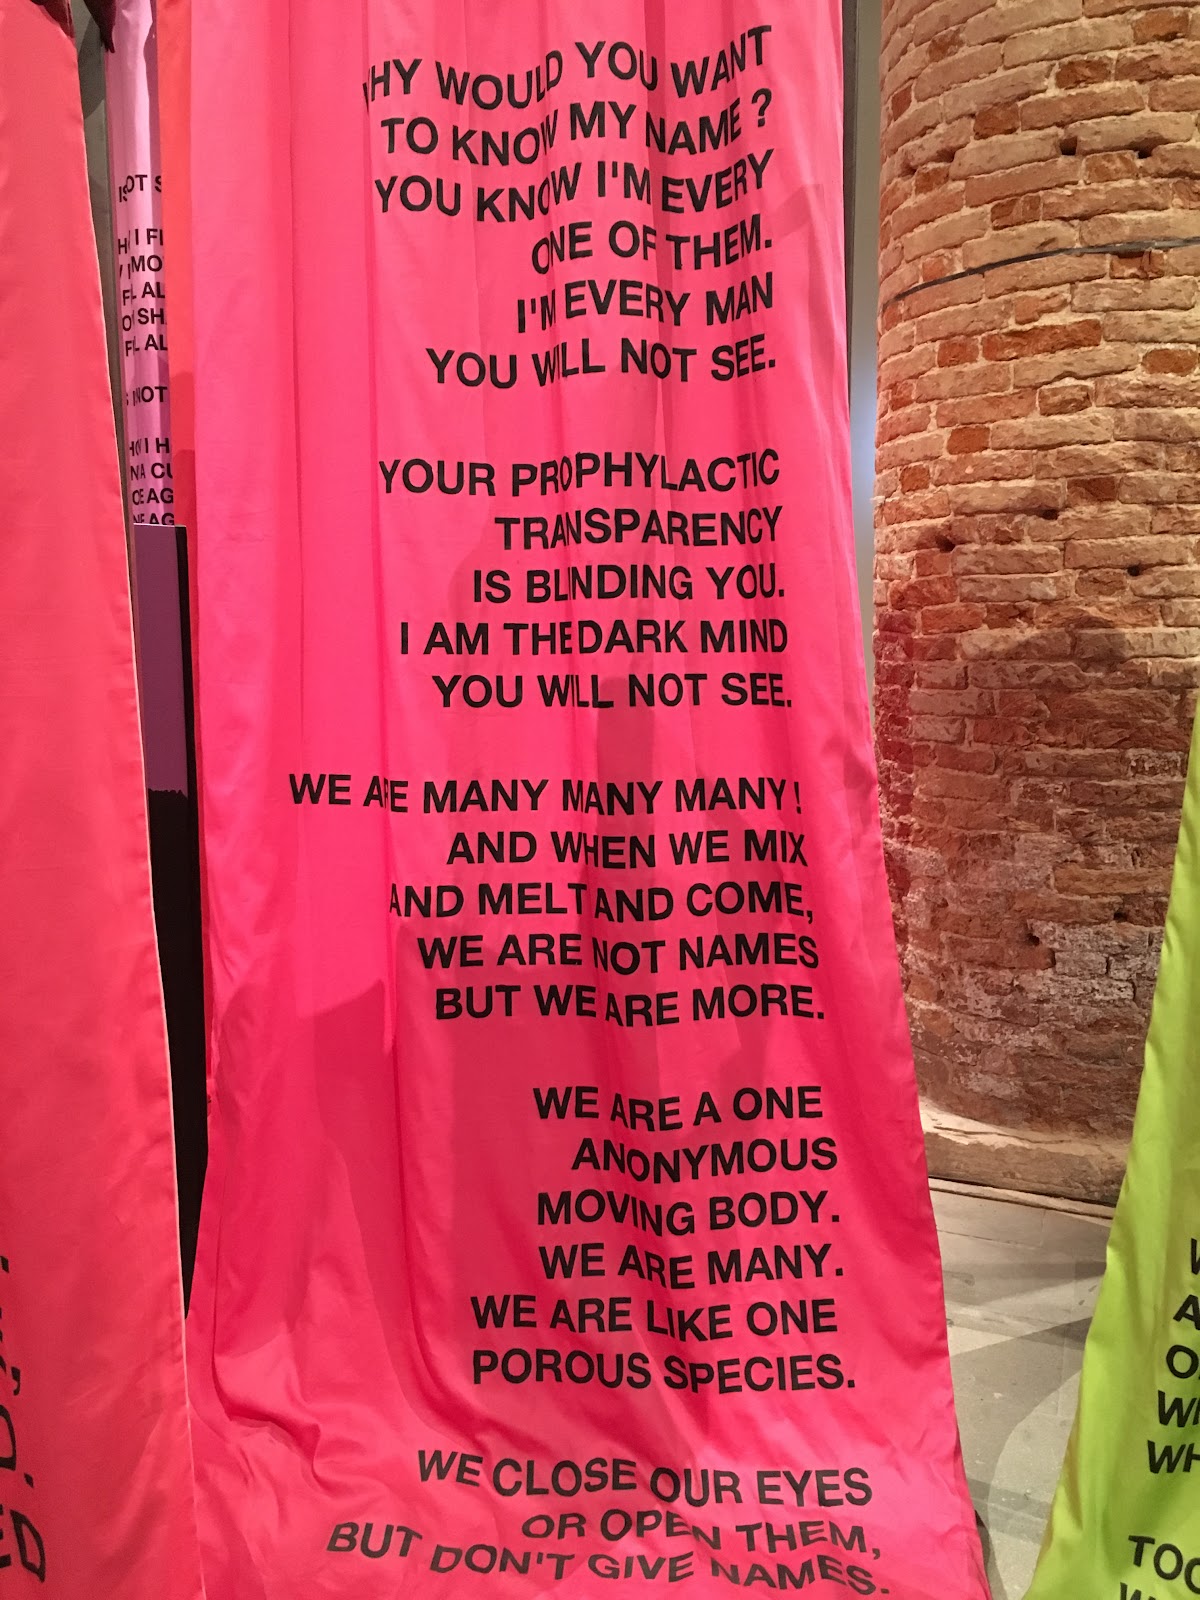 WHY WOULD YOU WANT
TO KNOW MY NAME ?
YOU KNOW I'M EVERY
ONE OF THEM.
I'M EVERY MAN
YOU WILL NOT SEE.
YOUR PROPHYLACTIC
TRANSPARENCY
IS BLINDING YOU.
I AM THE DARK MIND
YOU WILL NOT SEE.
WE ARE MANY MANY MANY!
AND WHEN WE MIX
AND MELT AND COME,
WE ARE NOT NAMES
BUT WE ARE MORE.
WE ARE A ONE
ANONYMOUS
MOVING BODY.
WE ARE MANY.
WE ARE LIKE ONE
POROUS SPECIES.
WE CLOSE OUR EYES
OR OPEN THEM,
BUT DON'T GIVE NAMES.